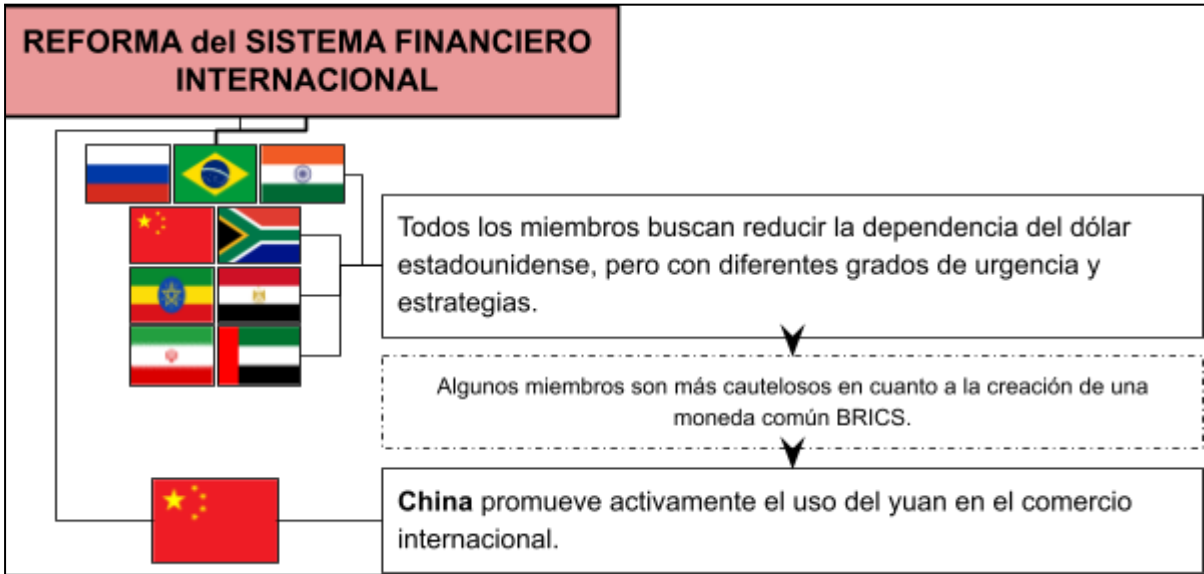 REFORMA del SISTEMA FINANCIERO
INTERNACIONAL
Todos los miembros buscan reducir la dependencia del dólar
estadounidense, pero con diferentes grados de urgencia y
estrategias.
Algunos miembros son más cautelosos en cuanto a la creación de una
moneda común BRICS.
China promueve activamente el uso del yuan en el comercio
internacional.